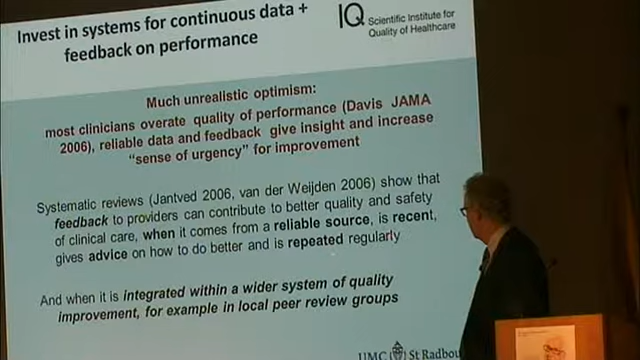 Invest in systems for continuous data +
feedback on performance
IQ Scientific Institute for
Quality of Healthcare
Much unrealistic optimism:
most clinicians overate quality of performance (Davis JAMA
2006), reliable data and feedback give insight and increase
"sense of urgency" for improvement
Systematic reviews (Jantved 2006, van der Weijden 2006) show that
feedback to providers can contribute to better quality and safety
of clinical care, when it comes from a reliable source, is recent,
gives advice on how to do better and is repeated regularly
And when it is integrated within a wider system of quality
improvement, for example in local peer review groups
UMC St Radbou